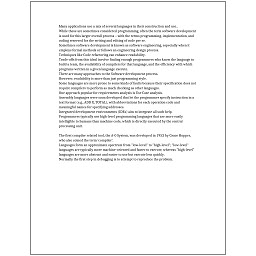 Many applications use a mix of several languages in their construction and use.
While these are sometimes considered programming, often the term software development
is used for this larger overall process – with the terms programming, implementation, and
coding reserved for the writing and editing of code per se.
Sometimes software development is known as software engineering, especially when it
employs formal methods or follows an engineering design process.
Techniques like Code refactoring can enhance readability.
Trade-offs from this ideal involve finding enough programmers who know the language to
build a team, the availability of compilers for that language, and the efficiency with which
programs written in a given language execute.
There are many approaches to the Software development process.
However, readability is more than just programming style.
Some languages are more prone to some kinds of faults because their specification does not
require compilers to perform as much checking as other languages.
One approach popular for requirements analysis is Use Case analysis.
Assembly languages were soon developed that let the programmer specify instruction in a
text format (e.g., ADD X, TOTAL), with abbreviations for each operation code and
meaningful names for specifying addresses.
Integrated development environments (IDEs) aim to integrate all such help.
Programmers typically use high-level programming languages that are more easily
intelligible to humans than machine code, which is directly executed by the central
processing unit.
The first compiler related tool, the A-0 System, was developed in 1952 by Grace Hopper,
who also coined the term 'compiler'.
Languages form an approximate spectrum from "low-level" to "high-level"; "low-level"
languages are typically more machine-oriented and faster to execute, whereas "high-level"
languages are more abstract and easier to use but execute less quickly.
Normally the first step in debugging is to attempt to reproduce the problem.